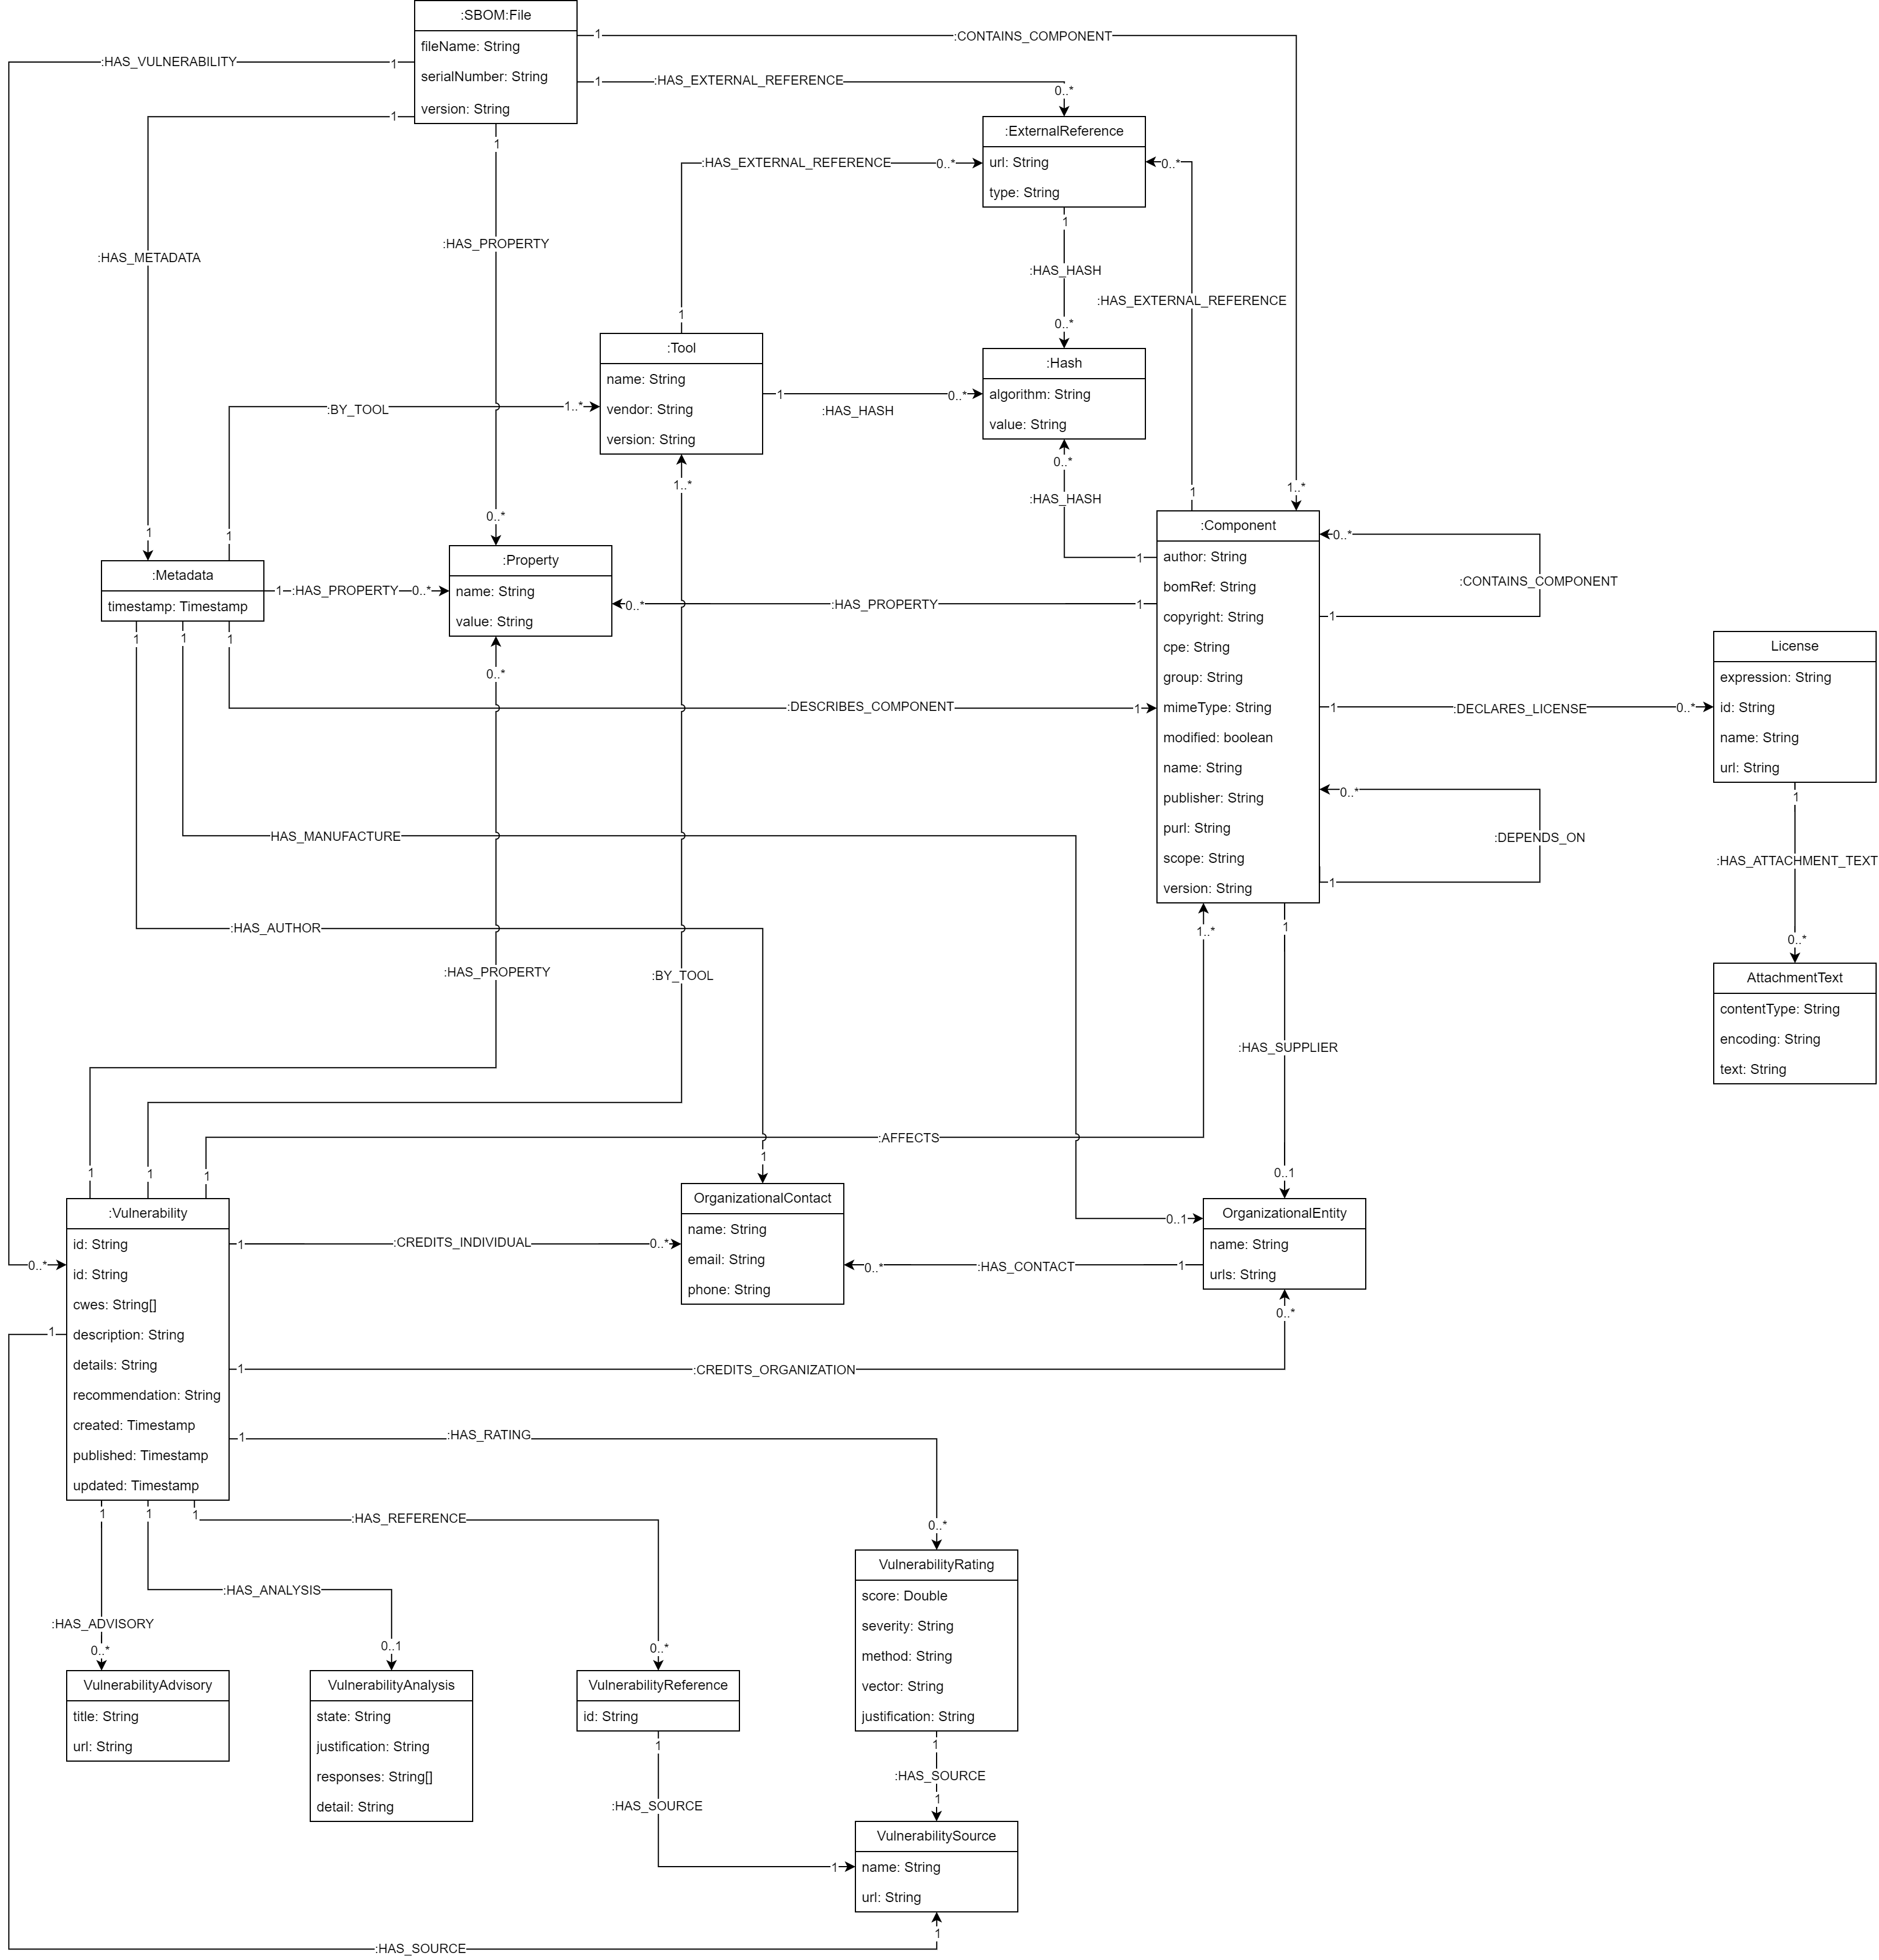 :SBOM:File
fileName: String
serialNumber: String
version: String
1
:CONTAINS_COMPONENT
1..*
1
:HAS_EXTERNAL_REFERENCE
0..*
:HAS_VULNERABILITY
1
0..*
1
:HAS_METADATA
1
1
:HAS_PROPERTY
0..*
:ExternalReference
url: String
type: String
:HAS_EXTERNAL_REFERENCE
0..*
1
0..*
:HAS_EXTERNAL_REFERENCE
1
1
:HAS_HASH
0..*
:Tool
name: String
vendor: String
version: String
1
:HAS_HASH
0..*
:Hash
algorithm: String
value: String
0..*
:HAS_HASH
1
:BY_TOOL
1..*
1
:Metadata
timestamp: Timestamp
1
:HAS_PROPERTY
0..*
:Property
name: String
value: String
0..*
:HAS_PROPERTY
1
:Component
author: String
bomRef: String
copyright: String
cpe: String
group: String
mimeType: String
modified: boolean
name: String
publisher: String
purl: String
scope: String
version: String
0..*
:CONTAINS_COMPONENT
1
1
:DECLARES_LICENSE
0..*
License
expression: String
id: String
name: String
url: String
0..*
:DEPENDS_ON
1
1
:HAS_ATTACHMENT_TEXT
0..*
AttachmentText
contentType: String
encoding: String
text: String
1
1
1
:DESCRIBES_COMPONENT
1
HAS_MANUFACTURE
0..1
:HAS_AUTHOR
1
0..*
:HAS_PROPERTY
1
1..*
:BY_TOOL
1
1..*
:AFFECTS
1
1
:HAS_SUPPLIER
0..1
:Vulnerability
id: String
id: String
cwes: String[]
description: String
details: String
recommendation: String
created: Timestamp
published: Timestamp
updated: Timestamp
1
:CREDITS_INDIVIDUAL
0..*
OrganizationalContact
name: String
email: String
phone: String
0..*
:HAS_CONTACT
1
OrganizationalEntity
name: String
urls: String
0..*
1
:CREDITS_ORGANIZATION
1
1
:HAS_RATING
0..*
1
:HAS_ADVISORY
0..*
1
:HAS_ANALYSIS
0..1
1
:HAS_REFERENCE
0..*
VulnerabilityAdvisory
title: String
url: String
VulnerabilityAnalysis
state: String
justification: String
responses: String[]
detail: String
VulnerabilityReference
id: String
1
:HAS_SOURCE
1
VulnerabilityRating
score: Double
severity: String
method: String
vector: String
justification: String
1
:HAS_SOURCE
1
VulnerabilitySource
name: String
url: String
1
:HAS_SOURCE